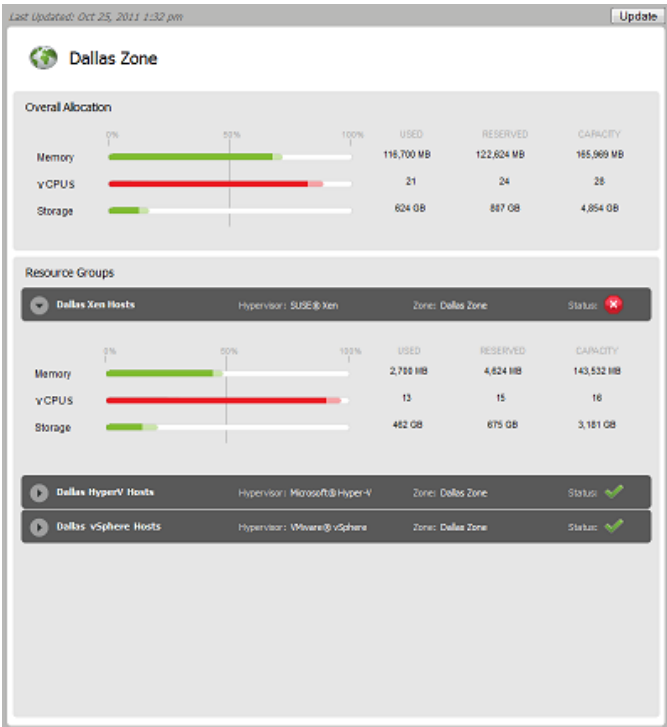 Last Updated: Oct 25, 2011 1:32 pm Update
Dallas Zone
Overall Allocation
0% 50% 100% USED RESERVED CAPACITY
Memory 116,700 MB 122,624 MB 165,969 MB
vCPUS 21 24 28
Storage 624 GB 807 GB 4,854 GB
Resource Groups
Dallas Xen Hosts Hypervisor: SUSE® Xen Zone: Dallas Zone Status:
0% 50% 100% USED RESERVED CAPACITY
Memory 2,700 MB 4,624 MB 143,532 MB
vCPUS 13 15 16
Storage 462 GB 675 GB 3,181 GB
Dallas HyperV Hosts Hypervisor: Microsoft® Hyper-V Zone: Dallas Zone Status:
Dallas vSphere Hosts Hypervisor: VMware® vSphere Zone: Dallas Zone Status: